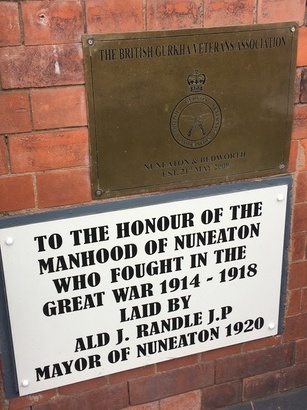 THE BRITISH GURKHA VETERANS ASSOCIATION
NUNEATON & BEDWORTH
TO THE HONOUR OF THE
MANHOOD OF NUNEATON
WHO FOUGHT IN THE
GREAT WAR 1914 - 1918
LAID BY
ALD J. RANDLE J.P
MAYOR OF NUNEATON 1920